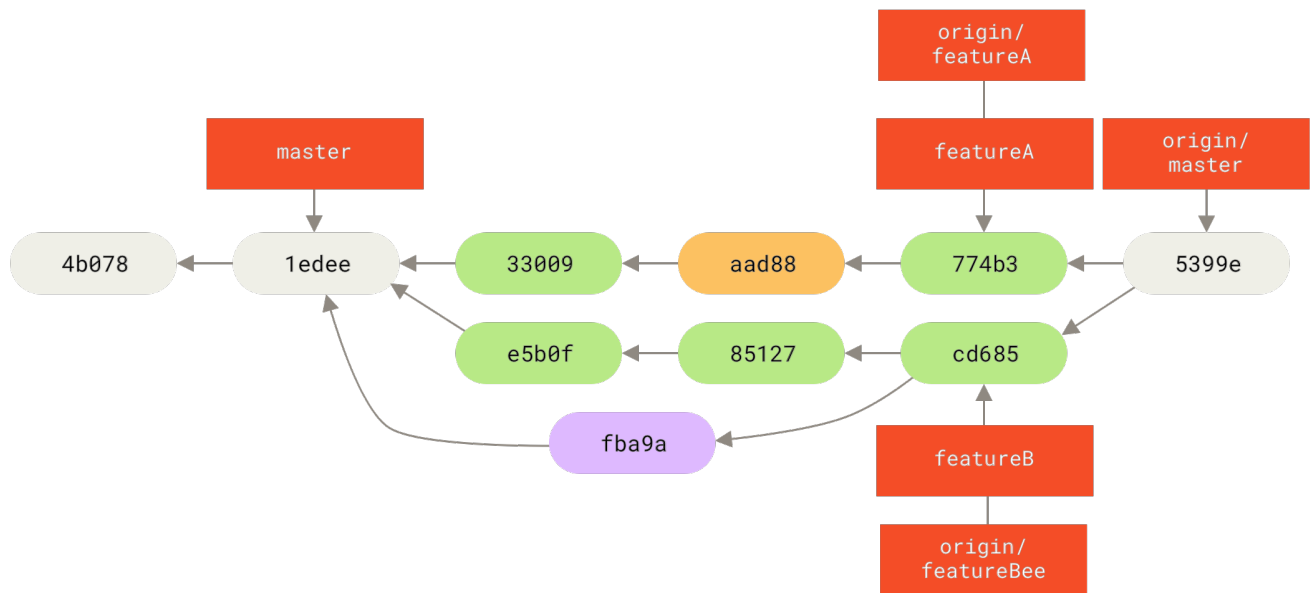 origin/
featureA
master
featureA
origin/
master
4b078
1edee
33009
aad88
774b3
5399e
e5b0f
85127
cd685
fba9a
featureB
origin/
featureBee